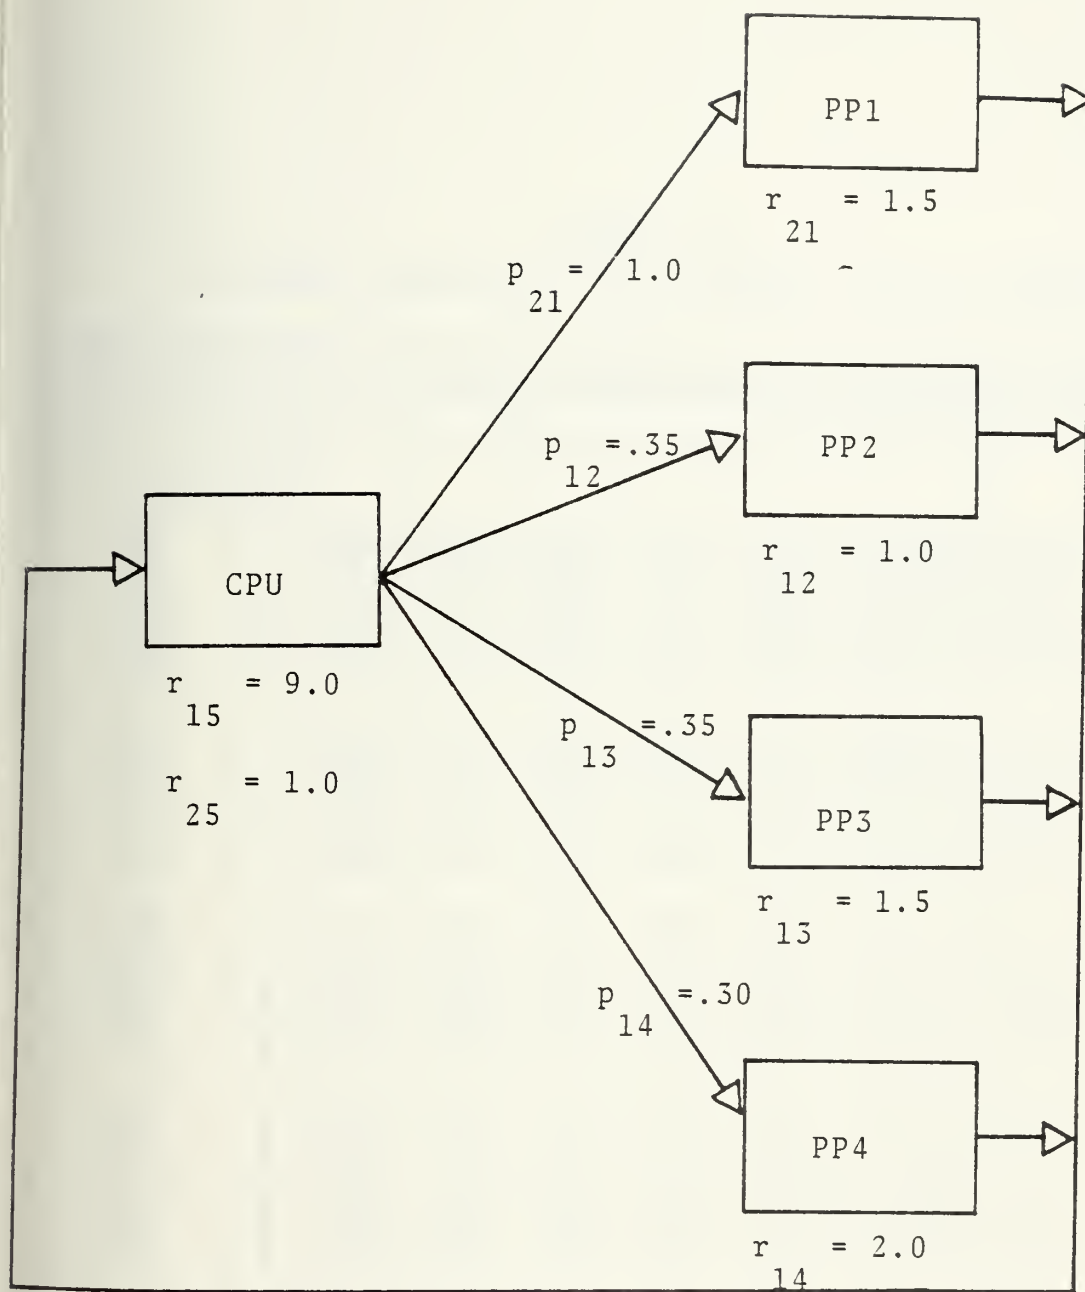 PP1
r = 1.5
21
p = 1.0
21
PP2
p =.35
12
r = 1.0
12
CPU
r = 9.0
15
p =.35
13
r = 1.0
25
PP3
r = 1.5
13
p =.30
14
PP4
r = 2.0
14